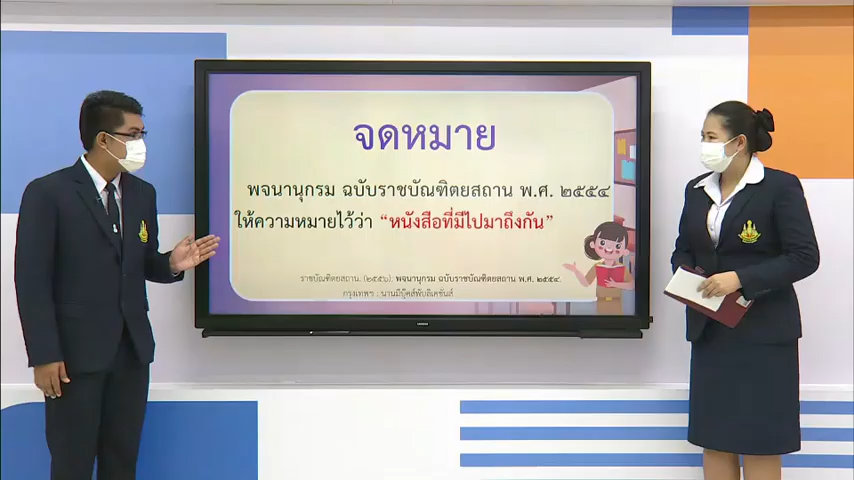 จดหมาย
พจนานุกรม ฉบับราชบัณฑิตยสถาน พ.ศ. ๒๕๕๔
ให้ความหมายไว้ว่า “หนังสือที่มีไปมาถึงกัน”
ราชบัณฑิตยสถาน. (๒๕๕๖). พจนานุกรม ฉบับราชบัณฑิตยสถาน พ.ศ. ๒๕๕๔.
กรุงเทพฯ : นานมีบุ๊คส์พับลิเคชั่นส์